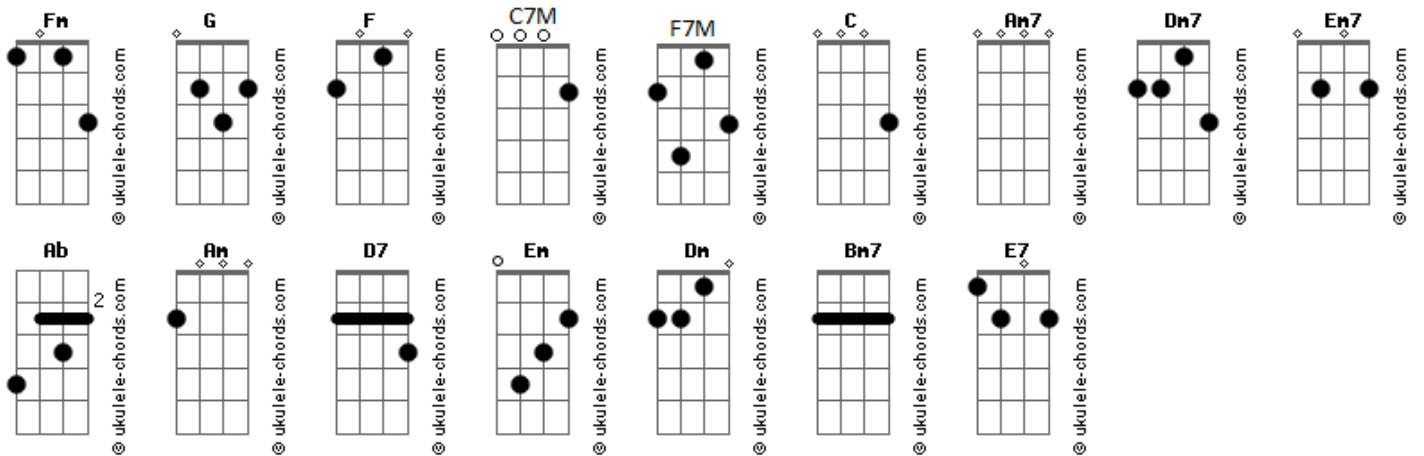 Fm G F C7M F7M C Am7 Dm7 Em7
© ukulele-chords.com © ukulele-chords.com © ukulele-chords.com © ukulele-chords.com © ukulele-chords.com © ukulele-chords.com © ukulele-chords.com © ukulele-chords.com © ukulele-chords.com
Ab Am D7 Em Dm Bm7 E7
2
© ukulele-chords.com © ukulele-chords.com © ukulele-chords.com © ukulele-chords.com © ukulele-chords.com © ukulele-chords.com © ukulele-chords.com